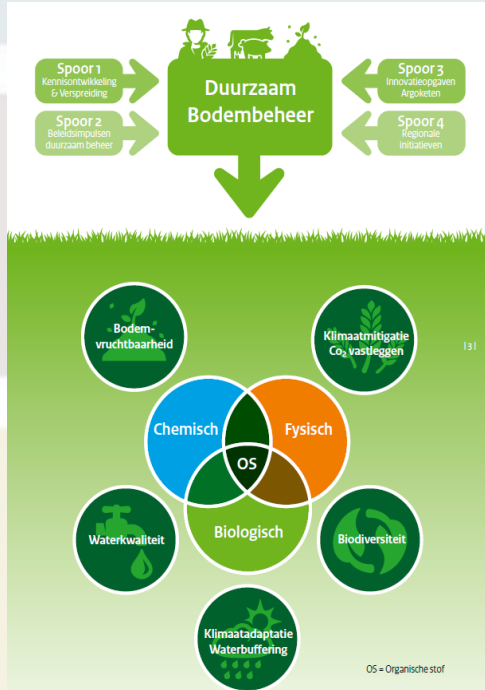 Spoor 1
Kennisontwikkeling
& Verspreiding
Spoor 2
Beleidsimpulsen
duurzaam beheer
Duurzaam
Bodembeheer
Spoor 3
Innovatieopgaven
Argoketen
Spoor 4
Regionale
initiatieven
Bodem-
vruchtbaarheid
Klimaatmitigatie
Co₂ vastleggen
|3|
Chemisch
Fysisch
OS
Biologisch
Waterkwaliteit
Biodiversiteit
Klimaatadaptatie
Waterbuffering
OS = Organische stof